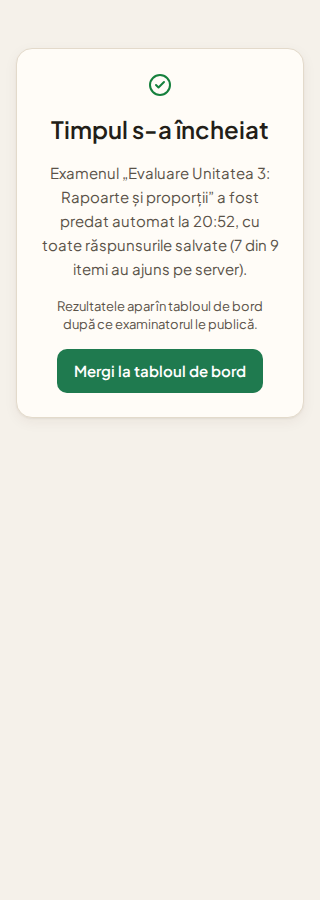 Timpul s-a încheiat
Examenul „Evaluare Unitatea 3:
Rapoarte și proporții” a fost
predat automat la 20:52, cu
toate răspunsurile salvate (7 din 9
itemi au ajuns pe server).
Rezultatele apar în tabloul de bord
după ce examinatorul le publică.
Mergi la tabloul de bord